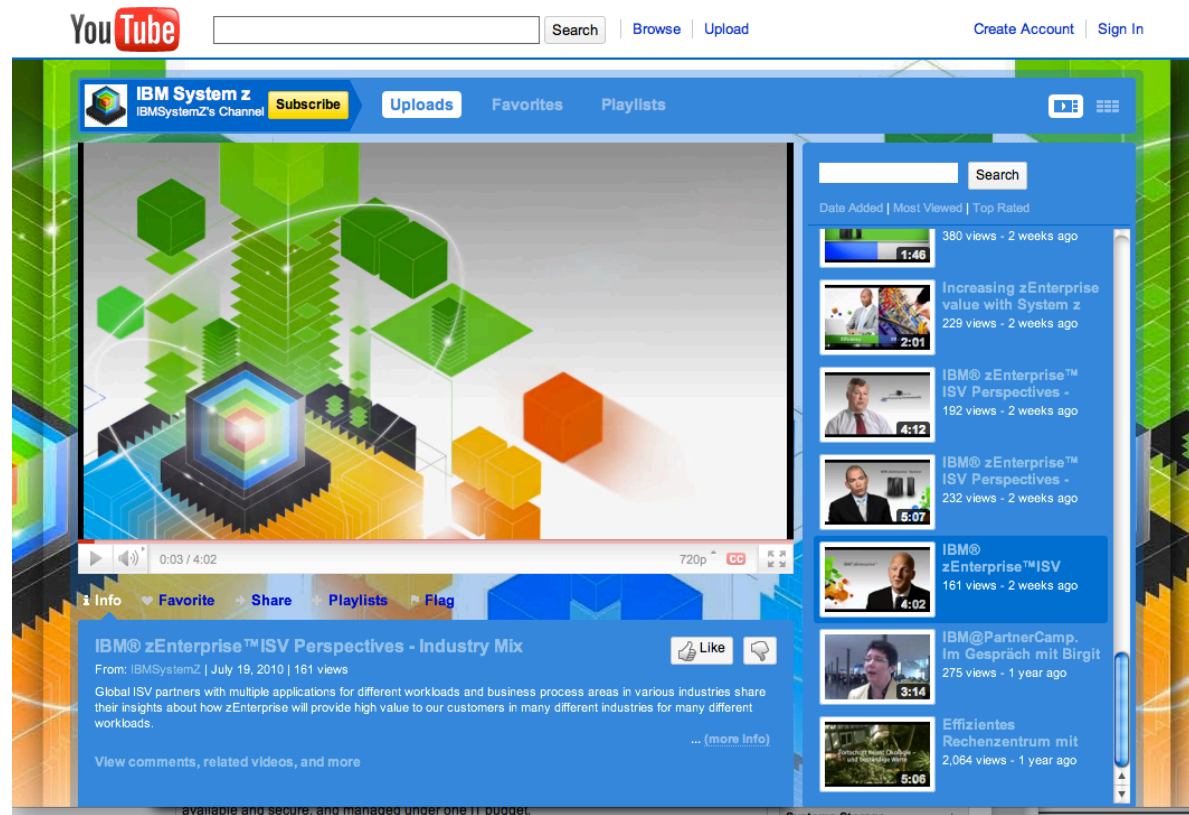 You Tube
Search
Browse
Upload
Create Account
Sign In
IBM System z
IBMSystemZ's Channel
Subscribe
Uploads
Favorites
Playlists
Search
Date Added | Most Viewed | Top Rated
1:46
380 views - 2 weeks ago
2:01
Increasing zEnterprise
value with System z
229 views - 2 weeks ago
4:12
IBM® zEnterprise™
ISV Perspectives -
192 views - 2 weeks ago
5:07
IBM® zEnterprise™
ISV Perspectives -
232 views - 2 weeks ago
4:02
IBM®
zEnterprise™ISV
161 views - 2 weeks ago
3:14
IBM@PartnerCamp.
Im Gespräch mit Birgit
275 views - 1 year ago
Fortschritt heisst: Ökologie –
und beständige Werte
5:06
Effizientes
Rechenzentrum mit
2,064 views - 1 year ago
0:03 / 4:02
720p
CC
Info
Favorite
Share
Playlists
Flag
IBM® zEnterprise™ISV Perspectives - Industry Mix
Like
From: IBMSystemZ | July 19, 2010 | 161 views
Global ISV partners with multiple applications for different workloads and business process areas in various industries share
their insights about how zEnterprise will provide high value to our customers in many different industries for many different
workloads.
... (more info)
View comments, related videos, and more
available and secure, and managed under one IT budget.